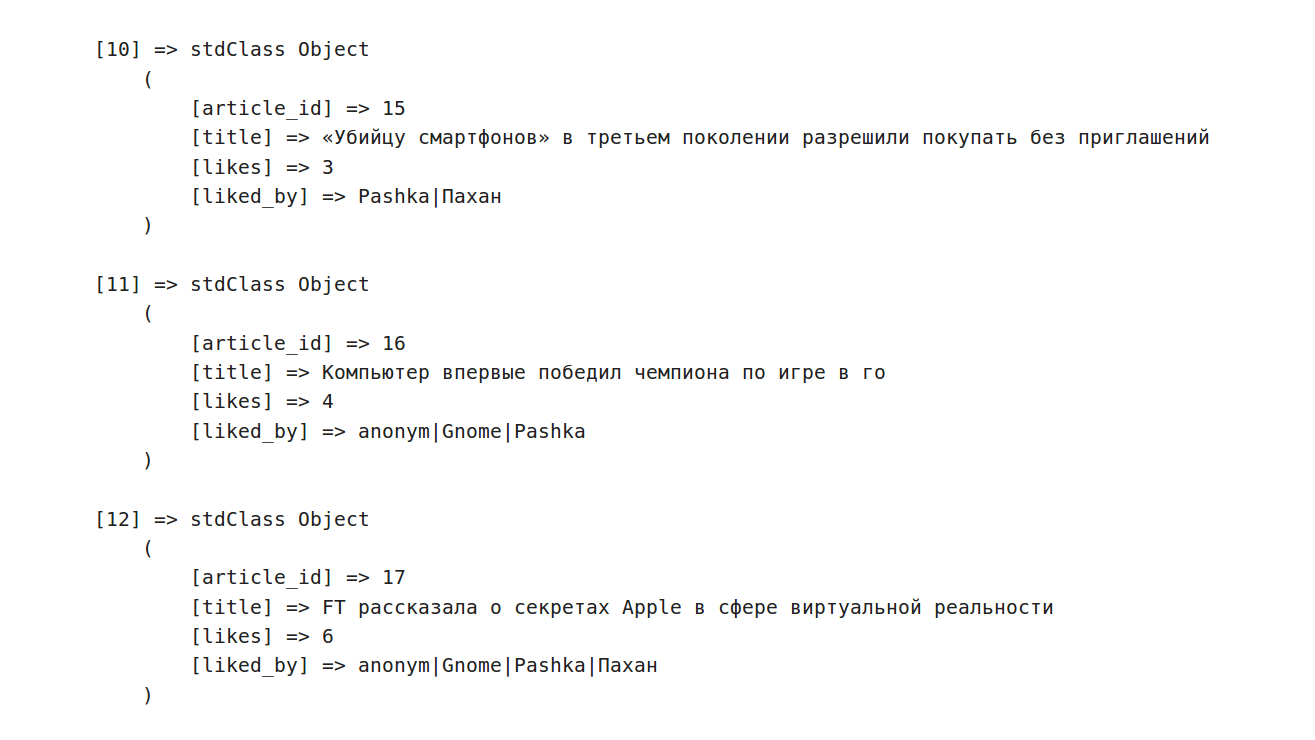 [10] => stdClass Object
(
[article_id] => 15
[title] => «Убийцу смартфонов» в третьем поколении разрешили покупать без приглашений
[likes] => 3
[liked_by] => Pashka|Пахан
)
[11] => stdClass Object
(
[article_id] => 16
[title] => Компьютер впервые победил чемпиона по игре в го
[likes] => 4
[liked_by] => anonym|Gnome|Pashka
)
[12] => stdClass Object
(
[article_id] => 17
[title] => FT рассказала о секретах Apple в сфере виртуальной реальности
[likes] => 6
[liked_by] => anonym|Gnome|Pashka|Пахан
)